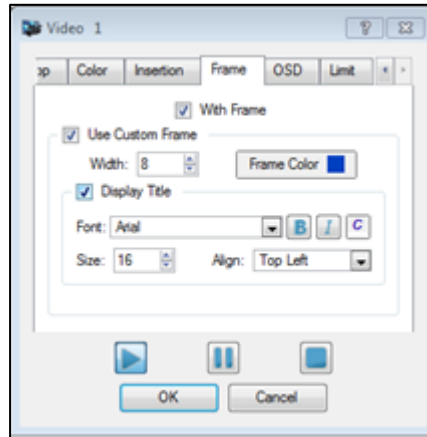 Video 1
op Color Insertion Frame OSD Limit
With Frame
Use Custom Frame
Width: 8 Frame Color
Display Title
Font: Arial B I C
Size: 16 Align: Top Left
OK Cancel